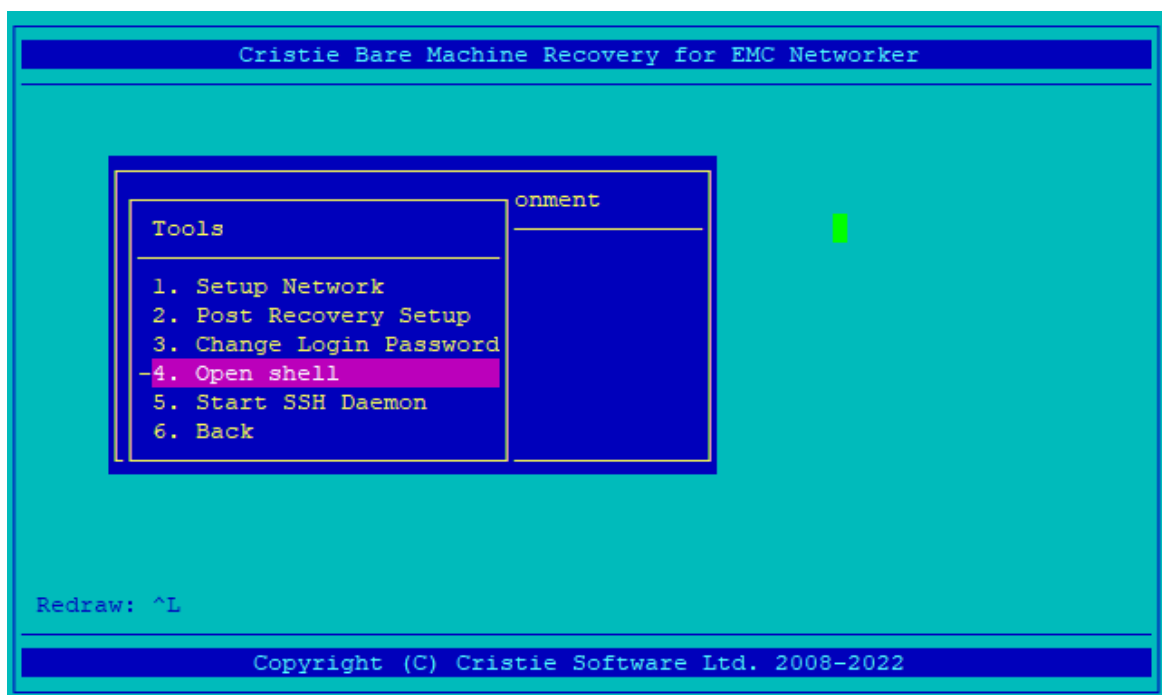 Cristie Bare Machine Recovery for EMC Networker
onment
Tools
1. Setup Network
2. Post Recovery Setup
3. Change Login Password
-4. Open shell
5. Start SSH Daemon
6. Back
Redraw: ^L
Copyright (C) Cristie Software Ltd. 2008-2022